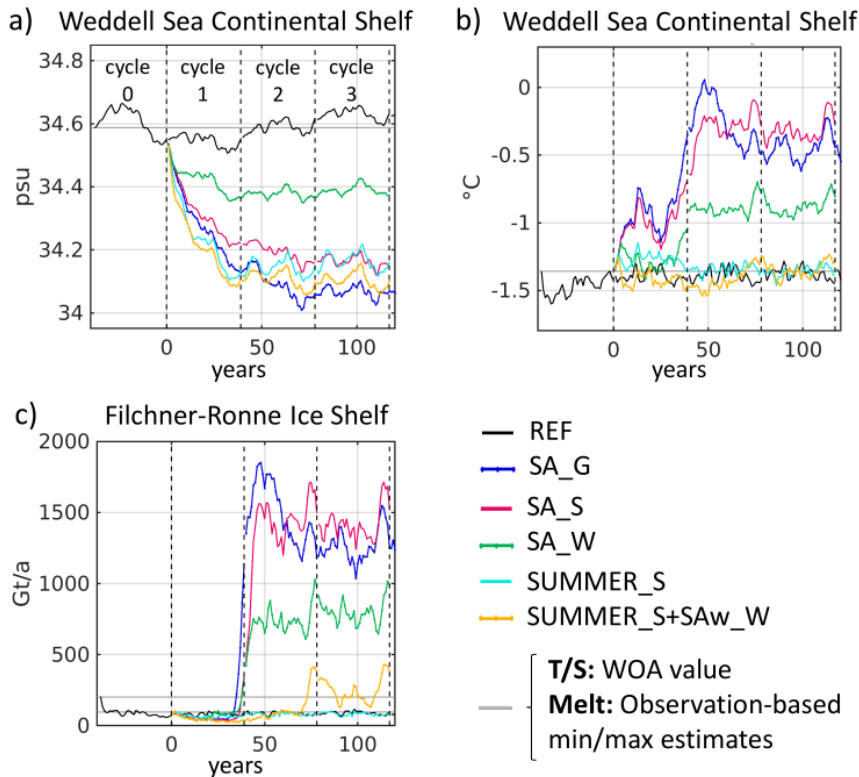 a) Weddell Sea Continental Shelf
34.8
34.6
34.4
34.2
34
psu
cycle 0
cycle 1
cycle 2
cycle 3
0 50 100
years
b) Weddell Sea Continental Shelf
0
-0.5
-1
-1.5
°C
0 50 100
years
c) Filchner-Ronne Ice Shelf
2000
1500
1000
500
0
Gt/a
0 50 100
years
REF
SA_G
SA_S
SA_W
SUMMER_S
SUMMER_S+SAw_W
T/S: WOA value
Melt: Observation-based
min/max estimates